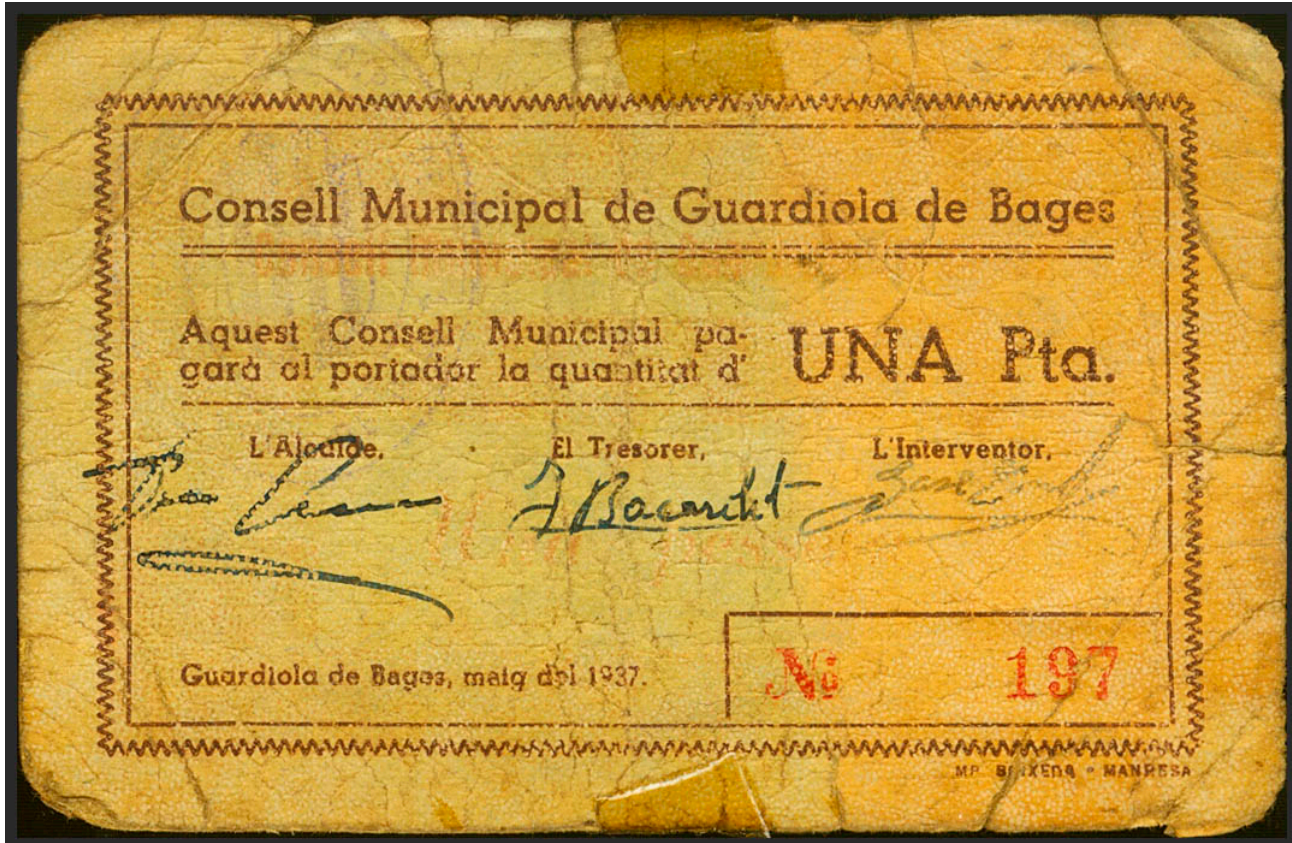 Consell Municipal de Guardiola de Bages
Aquest Consell Municipal pa-
garà al portador la quantitat d'
UNA Pta.
L'Alcalde, El Tresorer, L'Interventor,
Guardiola de Bages, maig del 1937.
Nº 197
MANRESA